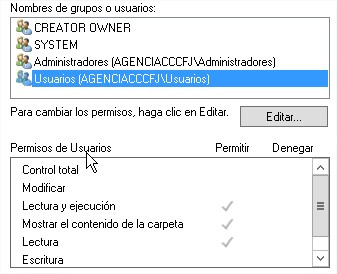 Nombres de grupos o usuarios:
CREATOR OWNER
SYSTEM
Administradores (AGENCIACCCFJ\Administradores)
Usuarios (AGENCIACCCFJ\Usuarios)
Para cambiar los permisos, haga clic en Editar.
Editar...
Permisos de Usuarios Permitir Denegar
Control total
Modificar
Lectura y ejecución
Mostrar el contenido de la carpeta
Lectura
Escritura